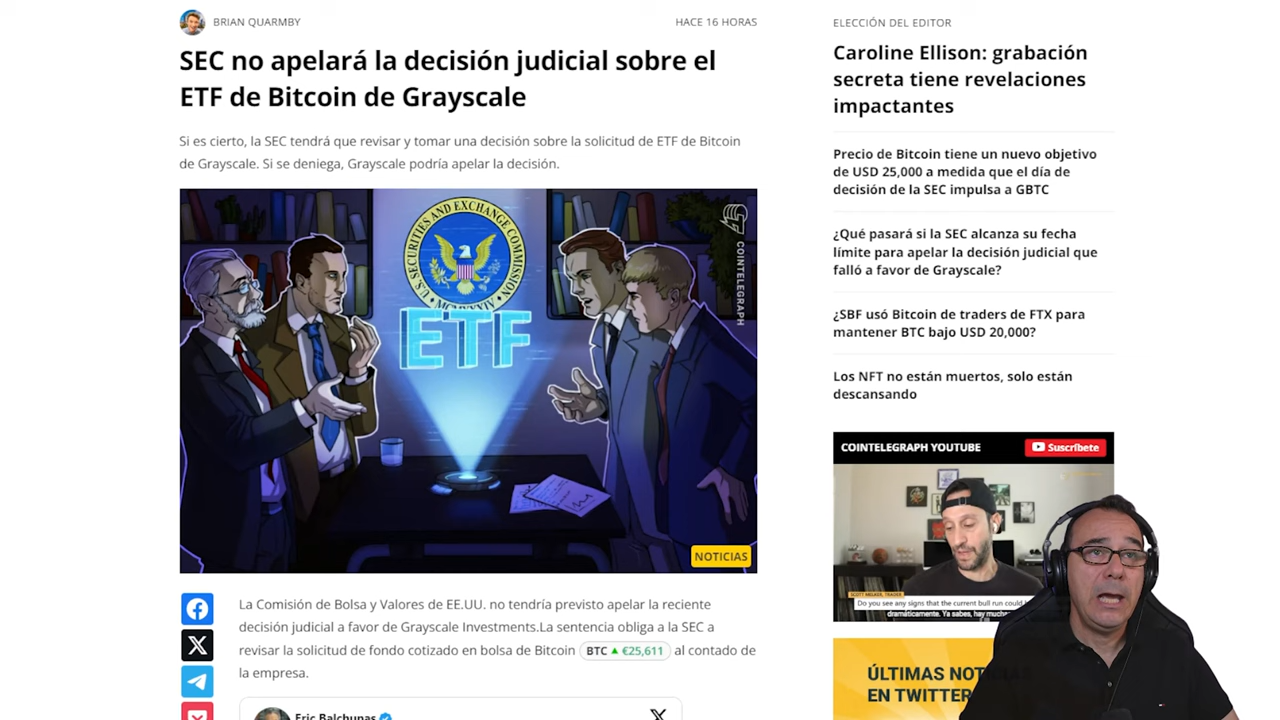 BRIAN QUARMBY
HACE 16 HORAS
SEC no apelará la decisión judicial sobre el
ETF de Bitcoin de Grayscale
Si es cierto, la SEC tendrá que revisar y tomar una decisión sobre la solicitud de ETF de Bitcoin
de Grayscale. Si se deniega, Grayscale podría apelar la decisión.
U.S. SECURITIES AND EXCHANGE COMMISSION
MCMXXXIV
ETF
COINTELEGRAPH
NOTICIAS
La Comisión de Bolsa y Valores de EE.UU. no tendría previsto apelar la reciente
decisión judicial a favor de Grayscale Investments.La sentencia obliga a la SEC a
revisar la solicitud de fondo cotizado en bolsa de Bitcoin BTC ▲ €25,611 al contado de
la empresa.
Eric Balchunas
ELECCIÓN DEL EDITOR
Caroline Ellison: grabación
secreta tiene revelaciones
impactantes
Precio de Bitcoin tiene un nuevo objetivo
de USD 25,000 a medida que el día de
decisión de la SEC impulsa a GBTC
¿Qué pasará si la SEC alcanza su fecha
límite para apelar la decisión judicial que
falló a favor de Grayscale?
¿SBF usó Bitcoin de traders de FTX para
mantener BTC bajo USD 20,000?
Los NFT no están muertos, solo están
descansando
COINTELEGRAPH YOUTUBE
Suscríbete
SCOTT MELKER, TRADER
Do you see any signs that the current bull run could
dramáticamente. Ya sabes, hay
ÚLTIMAS
EN TWITTER